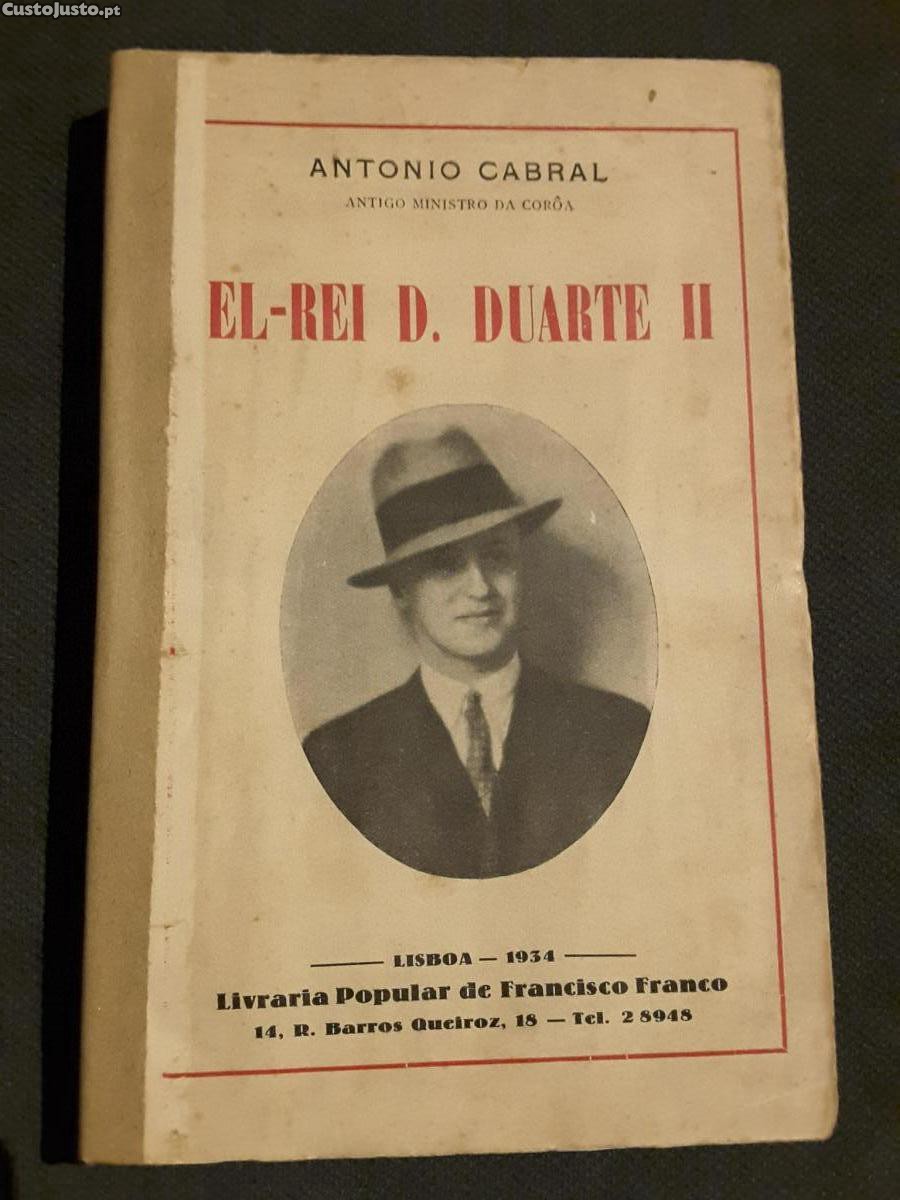 CustoJusto.pt
ANTONIO CABRAL
ANTIGO MINISTRO DA CORÔA
EL-REI D. DUARTE II
LISBOA — 1934
Livraria Popular de Francisco Franco
14, R. Barros Queiroz, 18 — Tel. 2 8948